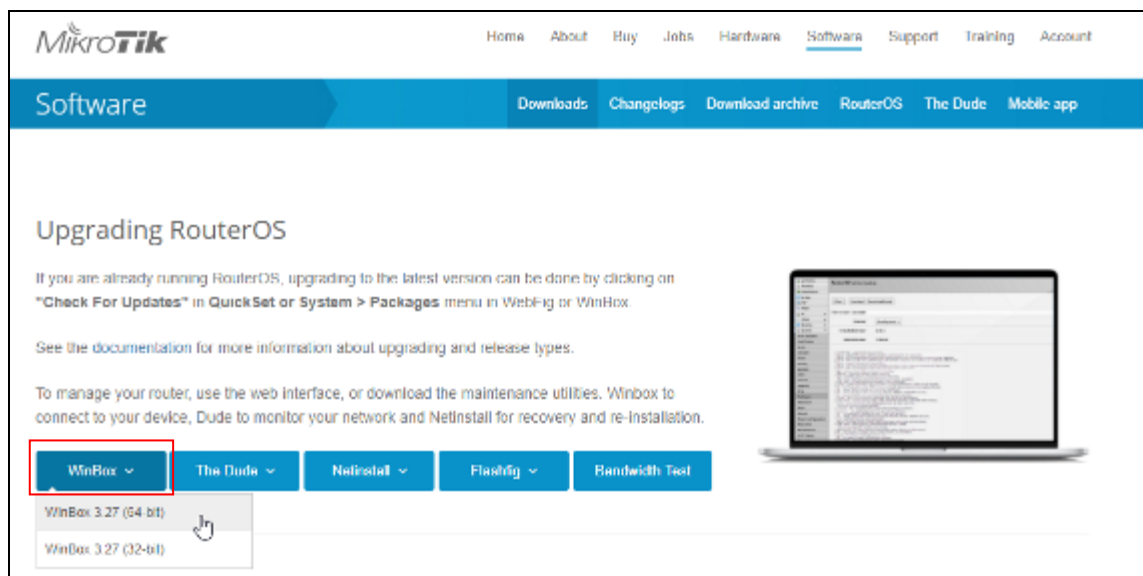 MikroTik
Home About Buy Jobs Hardware Software Support Training Account
Software
Downloads Changelogs Download archive RouterOS The Dude Mobile app
Upgrading RouterOS
If you are already running RouterOS, upgrading to the latest version can be done by clicking on
"Check For Updates" in QuickSet or System > Packages menu in WebFig or WinBox.
See the documentation for more information about upgrading and release types.
To manage your router, use the web interface, or download the maintenance utilities. Winbox to
connect to your device, Dude to monitor your network and Netinstall for recovery and re-installation.
WinBox The Dude Netinstall Flashfig Bandwidth Test
WinBox 3.27 (64-bit)
WinBox 3.27 (32-bit)